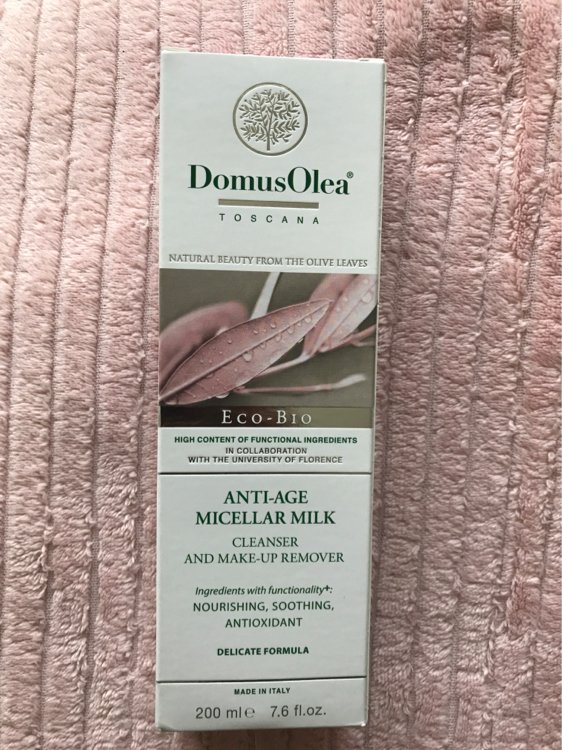 DomusOlea®
TOSCANA
NATURAL BEAUTY FROM THE OLIVE LEAVES
ECO-BIO
HIGH CONTENT OF FUNCTIONAL INGREDIENTS
IN COLLABORATION
WITH THE UNIVERSITY OF FLORENCE
ANTI-AGE
MICELLAR MILK
CLEANSER
AND MAKE-UP REMOVER
Ingredients with functionality+:
NOURISHING, SOOTHING,
ANTIOXIDANT
DELICATE FORMULA
MADE IN ITALY
200 ml ℮ 7.6 fl.oz.